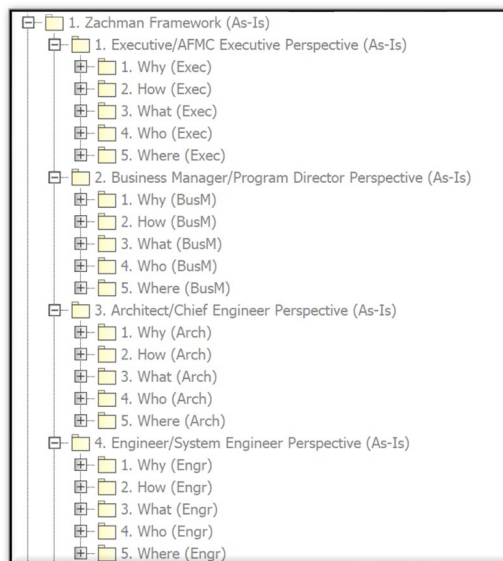 1. Zachman Framework (As-Is)
1. Executive/AFMC Executive Perspective (As-Is)
1. Why (Exec)
2. How (Exec)
3. What (Exec)
4. Who (Exec)
5. Where (Exec)
2. Business Manager/Program Director Perspective (As-Is)
1. Why (BusM)
2. How (BusM)
3. What (BusM)
4. Who (BusM)
5. Where (BusM)
3. Architect/Chief Engineer Perspective (As-Is)
1. Why (Arch)
2. How (Arch)
3. What (Arch)
4. Who (Arch)
5. Where (Arch)
4. Engineer/System Engineer Perspective (As-Is)
1. Why (Engr)
2. How (Engr)
3. What (Engr)
4. Who (Engr)
5. Where (Engr)